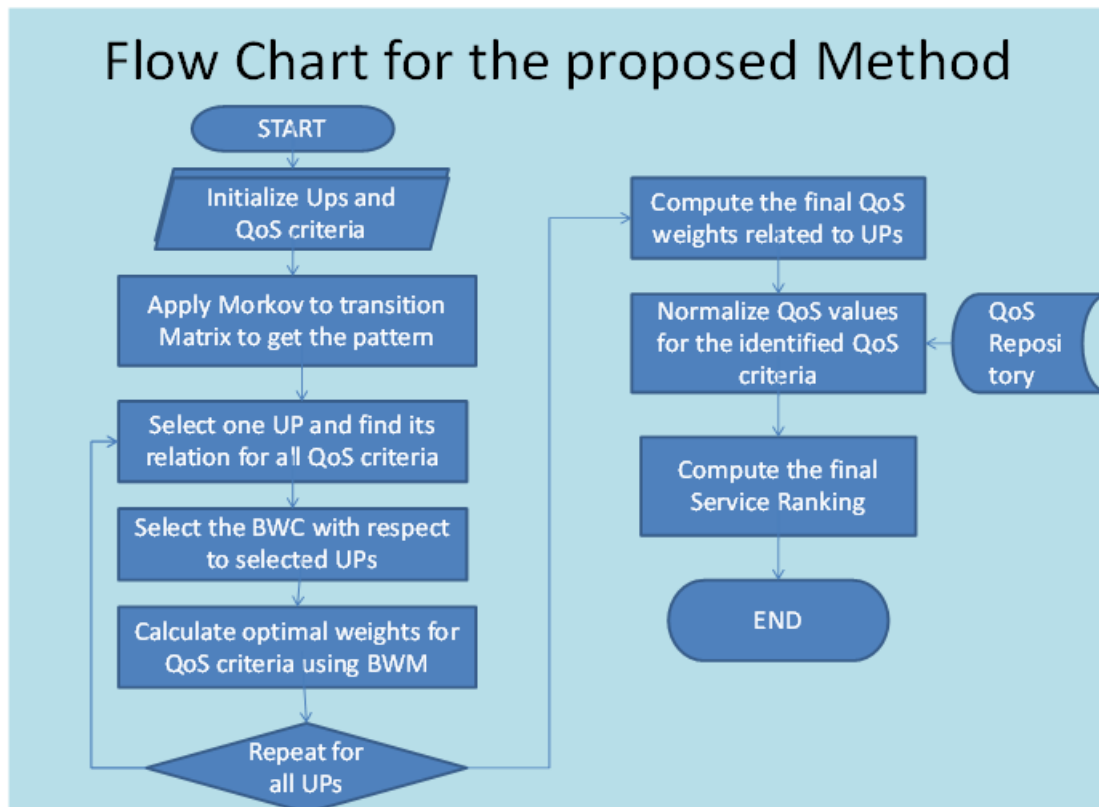 Flow Chart for the proposed Method
START
Initialize Ups and
QoS criteria
Apply Morkov to transition
Matrix to get the pattern
Select one UP and find its
relation for all QoS criteria
Select the BWC with respect
to selected UPs
Calculate optimal weights for
QoS criteria using BWM
Repeat for
all UPs
Compute the final QoS
weights related to UPs
Normalize QoS values
for the identified QoS
criteria
QoS
Reposi
tory
Compute the final
Service Ranking
END